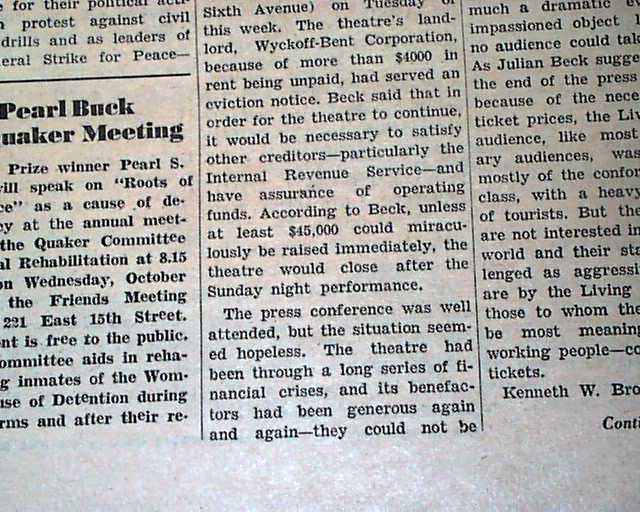 e for their political acti-
protest against civil
drills and as leaders of
eral Strike for Peace—
Pearl Buck
uaker Meeting
Prize winner Pearl S.
vill speak on "Roots of
ce" as a cause of de-
cy at the annual meet-
the Quaker Committee
al Rehabilitation at 8.15
on Wednesday, October
the Friends Meeting
221 East 15th Street.
nt is free to the public.
ommittee aids in reha-
g inmates of the Wom-
use of Detention during
rms and after their re-
Sixth Avenue) on Tuesday of
this week. The theatre's land-
lord, Wyckoff-Bent Corporation,
because of more than $4000 in
rent being unpaid, had served an
eviction notice. Beck said that in
order for the theatre to continue,
it would be necessary to satisfy
other creditors—particularly the
Internal Revenue Service—and
have assurance of operating
funds. According to Beck, unless
at least $45,000 could miracu-
lously be raised immediately, the
theatre would close after the
Sunday night performance.
The press conference was well
attended, but the situation seem-
ed hopeless. The theatre had
been through a long series of fi-
nancial crises, and its benefac-
tors had been generous again
and again—they could not be
much a dramatic ev
impassioned object
no audience could tak
As Julian Beck sugge
the end of the press
because of the nece
ticket prices, the Liv
audience, like most
ary audiences, was
mostly of the confor
class, with a heavy
of tourists. But the
are not interested in
world and their sta
lenged as aggressi
are by the Living
those to whom the
be most meaning
working people—co
tickets.
Kenneth W. Bro
Conti